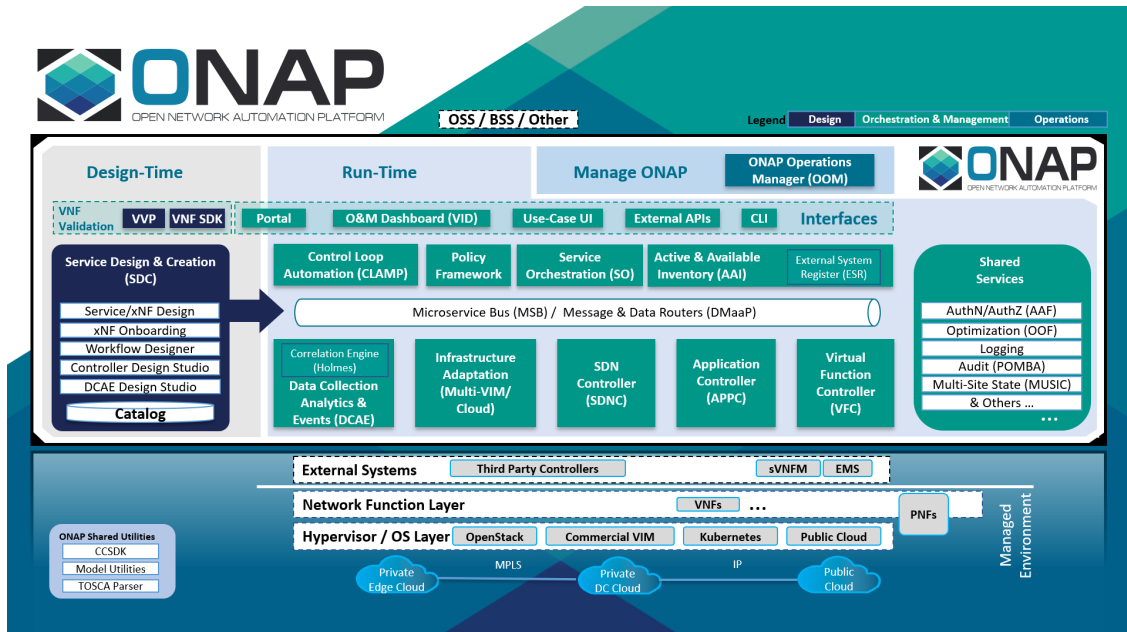 ONAP
OPEN NETWORK AUTOMATION PLATFORM
OSS / BSS / Other
Legend
Design
Orchestration & Management
Operations
Design-Time
Run-Time
Manage ONAP
ONAP Operations
Manager (OOM)
ONAP
OPEN NETWORK AUTOMATION PLATFORM
VNF
Validation
VVP
VNF SDK
Portal
O&M Dashboard (VID)
Use-Case UI
External APIs
CLI
Interfaces
Service Design & Creation
(SDC)
Service/xNF Design
xNF Onboarding
Workflow Designer
Controller Design Studio
DCAE Design Studio
Catalog
Control Loop
Automation (CLAMP)
Policy
Framework
Service
Orchestration (SO)
Active & Available
Inventory (AAI)
External System
Register (ESR)
Microservice Bus (MSB) / Message & Data Routers (DMaaP)
Correlation Engine
(Holmes)
Data Collection
Analytics &
Events (DCAE)
Infrastructure
Adaptation
(Multi-VIM/
Cloud)
SDN
Controller
(SDNC)
Application
Controller
(APPC)
Virtual
Function
Controller
(VFC)
Shared
Services
AuthN/AuthZ (AAF)
Optimization (OOF)
Logging
Audit (POMBA)
Multi-Site State (MUSIC)
& Others ...
...
External Systems
Third Party Controllers
sVNFM
EMS
Network Function Layer
VNFs
...
PNFs
Hypervisor / OS Layer
OpenStack
Commercial VIM
Kubernetes
Public Cloud
Private
Edge Cloud
MPLS
Private
DC Cloud
IP
Public
Cloud
Managed
Environment
ONAP Shared Utilities
CCSDK
Model Utilities
TOSCA Parser